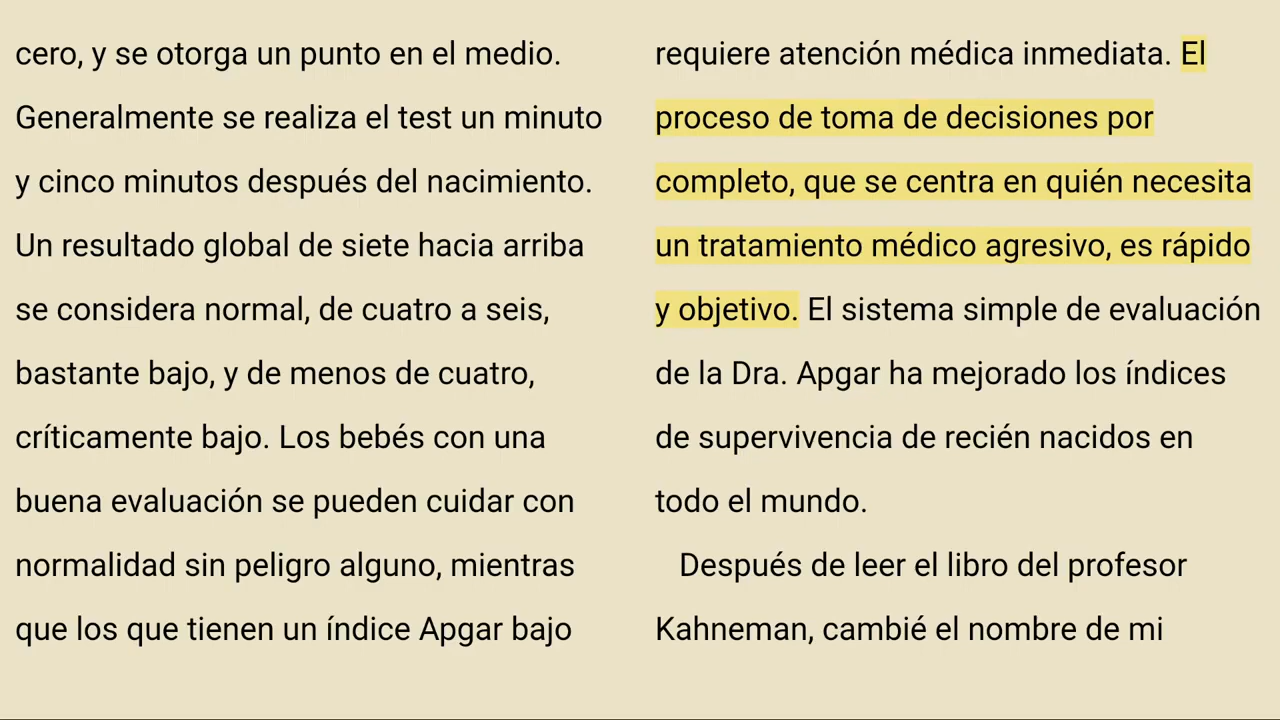 cero, y se otorga un punto en el medio.
Generalmente se realiza el test un minuto
y cinco minutos después del nacimiento.
Un resultado global de siete hacia arriba
se considera normal, de cuatro a seis,
bastante bajo, y de menos de cuatro,
críticamente bajo. Los bebés con una
buena evaluación se pueden cuidar con
normalidad sin peligro alguno, mientras
que los que tienen un índice Apgar bajo
requiere atención médica inmediata. El
proceso de toma de decisiones por
completo, que se centra en quién necesita
un tratamiento médico agresivo, es rápido
y objetivo. El sistema simple de evaluación
de la Dra. Apgar ha mejorado los índices
de supervivencia de recién nacidos en
todo el mundo.
Después de leer el libro del profesor
Kahneman, cambié el nombre de mi